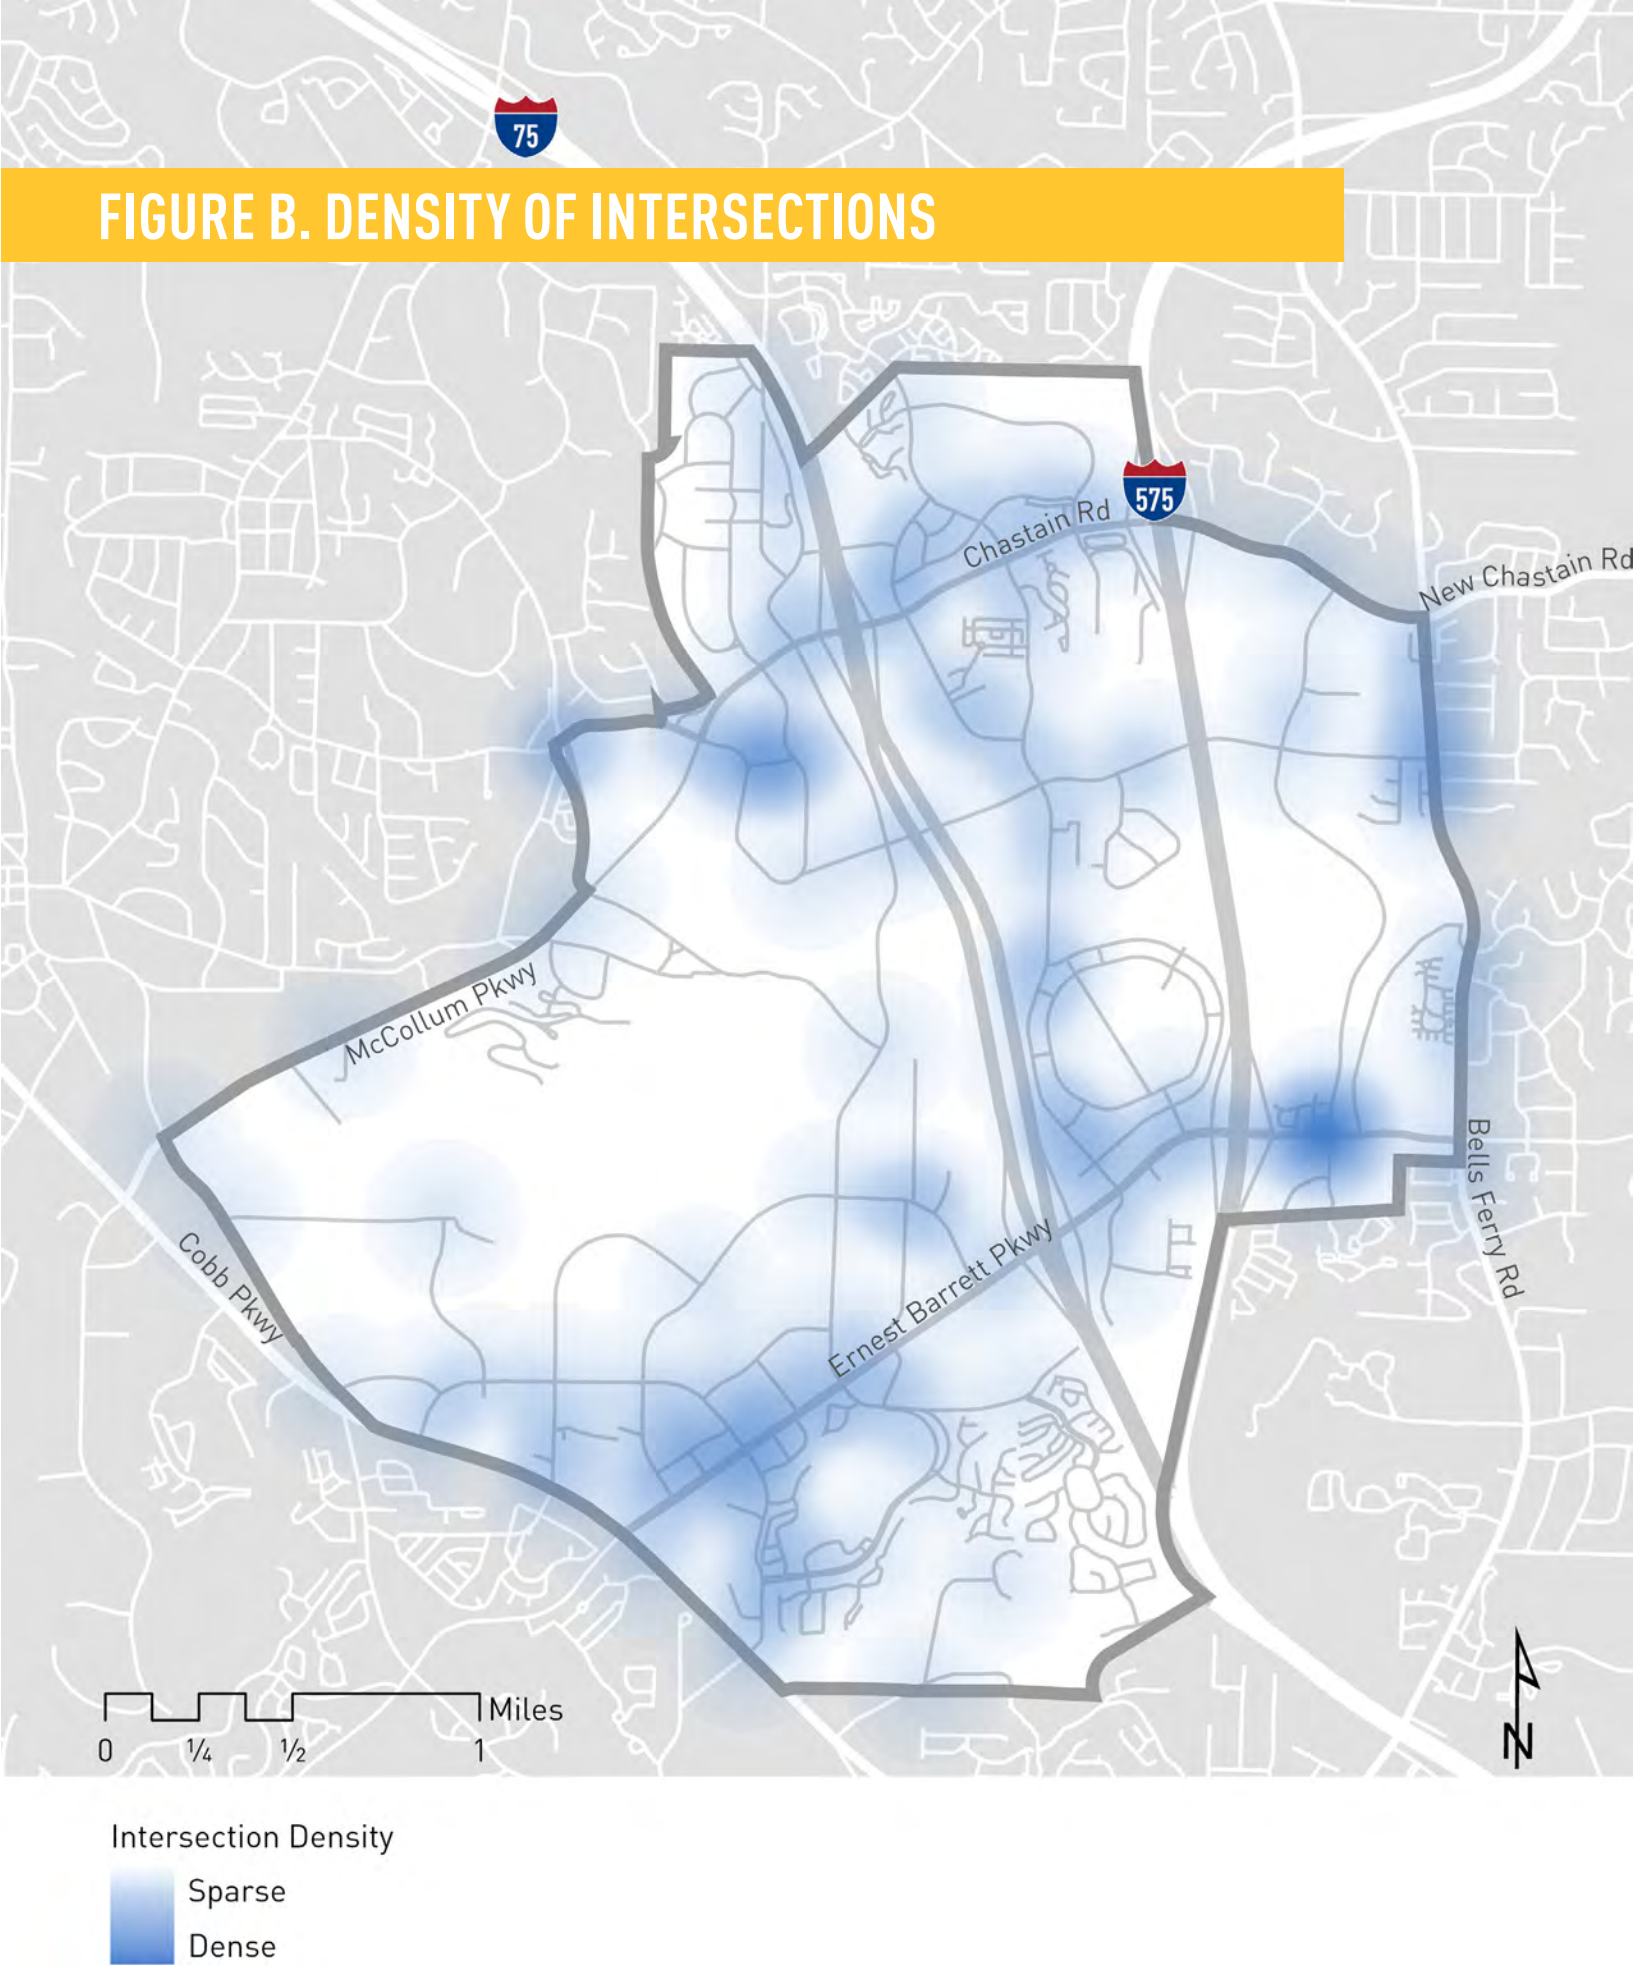 75
FIGURE B. DENSITY OF INTERSECTIONS
575
Chastain Rd
New Chastain Rd
McCollum Pkwy
Cobb Pkwy
Ernest Barrett Pkwy
Bells Ferry Rd
Miles
0 ¼ ½ 1
N
Intersection Density
Sparse
Dense